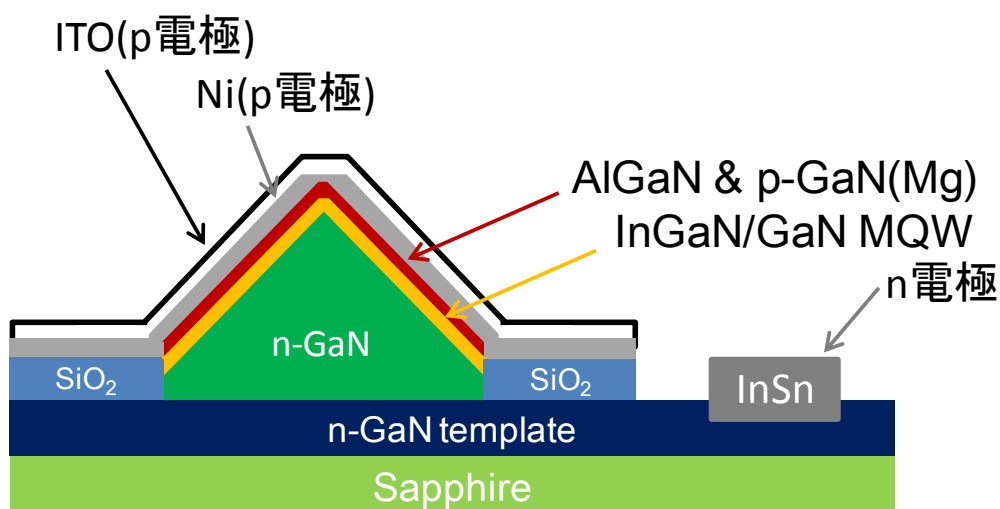 ITO(p電極)
Ni(p電極)
AlGaN & p-GaN(Mg)
InGaN/GaN MQW
n電極
n-GaN
SiO₂
SiO₂
InSn
n-GaN template
Sapphire